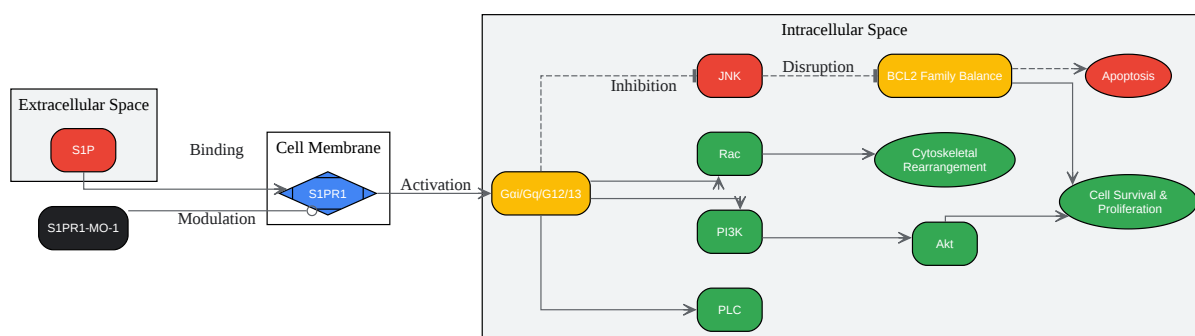 Intracellular Space
Inhibition
JNK
Disruption
BCL2 Family Balance
Apoptosis
Extracellular Space
S1P
Binding
Cell Membrane
S1PR1
Modulation
S1PR1-MO-1
Activation
Gαi/Gq/G12/13
Rac
Cytoskeletal
Rearrangement
PI3K
Akt
Cell Survival &
Proliferation
PLC